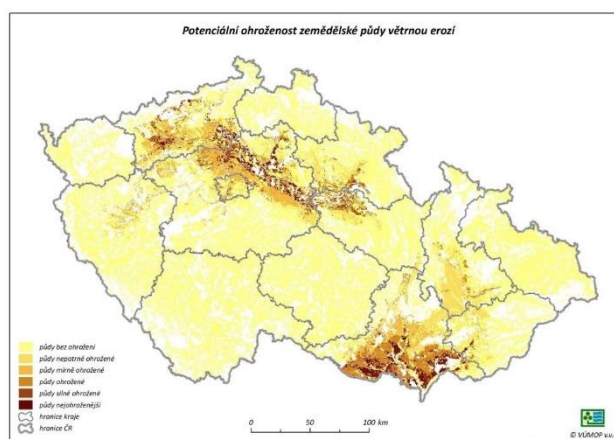 Potenciální ohroženost zemědělské půdy větrnou erozí
půdy bez ohrožení
půdy nepatrně ohrožené
půdy mírně ohrožené
půdy ohrožené
půdy silně ohrožené
půdy nejohroženější
hranice kraje
hranice ČR
0 50 100 km
© VÚMOP v.v.i.